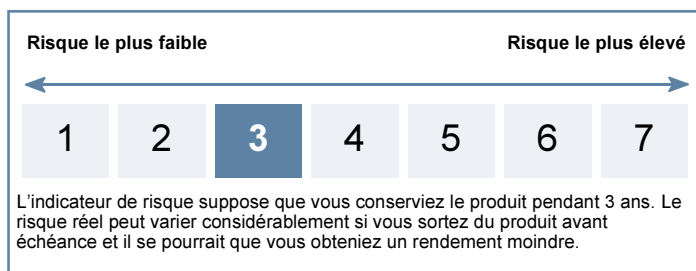 Risque le plus faible Risque le plus élevé
1 2 3 4 5 6 7
L'indicateur de risque suppose que vous conserviez le produit pendant 3 ans. Le
risque réel peut varier considérablement si vous sortez du produit avant
échéance et il se pourrait que vous obteniez un rendement moindre.